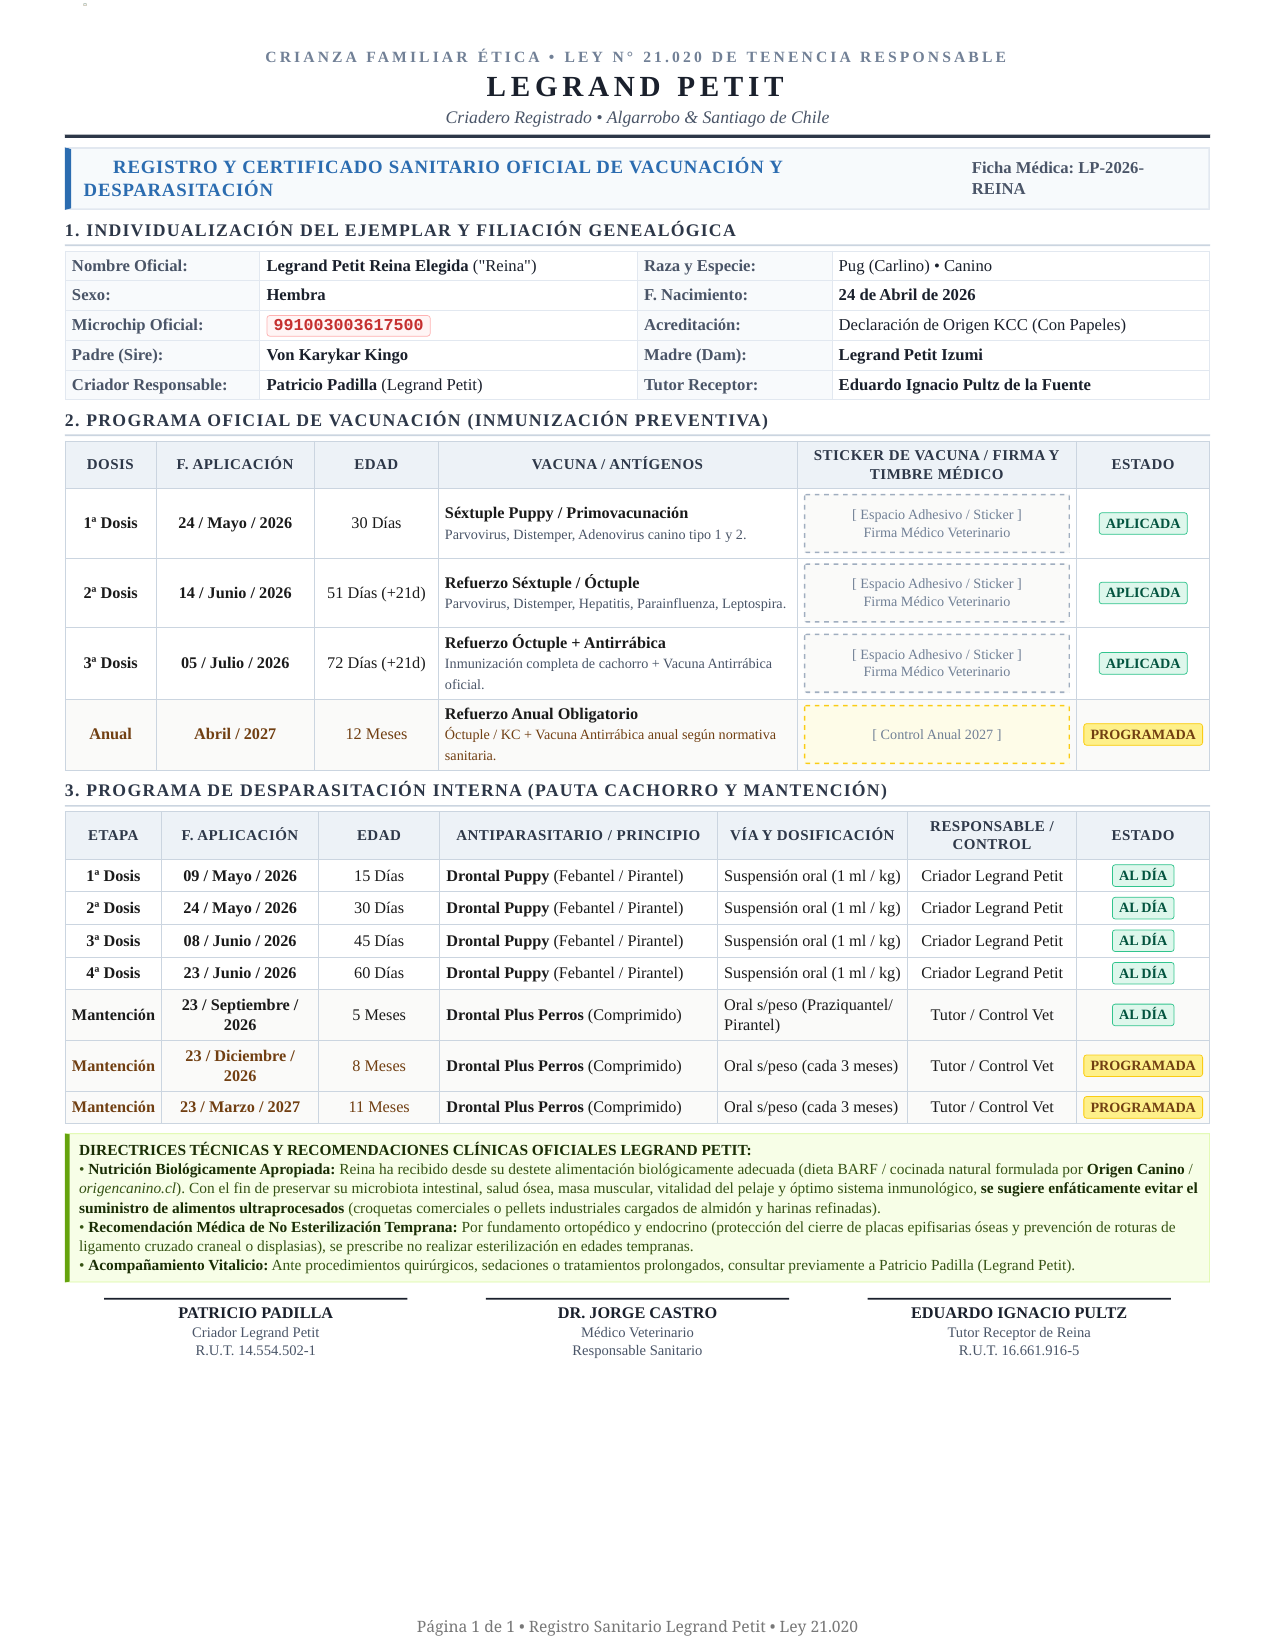 CRIANZA FAMILIAR ÉTICA • LEY N° 21.020 DE TENENCIA RESPONSABLE
LEGRAND PETIT
Criadero Registrado • Algarrobo & Santiago de Chile
REGISTRO Y CERTIFICADO SANITARIO OFICIAL DE VACUNACIÓN Y
DESPARASITACIÓN
Ficha Médica: LP-2026-
REINA
1. INDIVIDUALIZACIÓN DEL EJEMPLAR Y FILIACIÓN GENEALÓGICA
Nombre Oficial: Legrand Petit Reina Elegida ("Reina") Raza y Especie: Pug (Carlino) • Canino
Sexo: Hembra F. Nacimiento: 24 de Abril de 2026
Microchip Oficial: 991003003617500 Acreditación: Declaración de Origen KCC (Con Papeles)
Padre (Sire): Von Karykar Kingo Madre (Dam): Legrand Petit Izumi
Criador Responsable: Patricio Padilla (Legrand Petit) Tutor Receptor: Eduardo Ignacio Pultz de la Fuente
2. PROGRAMA OFICIAL DE VACUNACIÓN (INMUNIZACIÓN PREVENTIVA)
DOSIS F. APLICACIÓN EDAD VACUNA / ANTÍGENOS STICKER DE VACUNA / FIRMA Y
TIMBRE MÉDICO ESTADO
1ª Dosis 24 / Mayo / 2026 30 Días Séxtuple Puppy / Primovacunación
Parvovirus, Distemper, Adenovirus canino tipo 1 y 2.
[ Espacio Adhesivo / Sticker ]
Firma Médico Veterinario
APLICADA
2ª Dosis 14 / Junio / 2026 51 Días (+21d) Refuerzo Séxtuple / Óctuple
Parvovirus, Distemper, Hepatitis, Parainfluenza, Leptospira.
[ Espacio Adhesivo / Sticker ]
Firma Médico Veterinario
APLICADA
3ª Dosis 05 / Julio / 2026 72 Días (+21d) Refuerzo Óctuple + Antirrábica
Inmunización completa de cachorro + Vacuna Antirrábica
oficial.
[ Espacio Adhesivo / Sticker ]
Firma Médico Veterinario
APLICADA
Anual Abril / 2027 12 Meses Refuerzo Anual Obligatorio
Óctuple / KC + Vacuna Antirrábica anual según normativa
sanitaria.
[ Control Anual 2027 ]
PROGRAMADA
3. PROGRAMA DE DESPARASITACIÓN INTERNA (PAUTA CACHORRO Y MANTENCIÓN)
ETAPA F. APLICACIÓN EDAD ANTIPARASITARIO / PRINCIPIO VÍA Y DOSIFICACIÓN RESPONSABLE /
CONTROL ESTADO
1ª Dosis 09 / Mayo / 2026 15 Días Drontal Puppy (Febantel / Pirantel) Suspensión oral (1 ml / kg) Criador Legrand Petit AL DÍA
2ª Dosis 24 / Mayo / 2026 30 Días Drontal Puppy (Febantel / Pirantel) Suspensión oral (1 ml / kg) Criador Legrand Petit AL DÍA
3ª Dosis 08 / Junio / 2026 45 Días Drontal Puppy (Febantel / Pirantel) Suspensión oral (1 ml / kg) Criador Legrand Petit AL DÍA
4ª Dosis 23 / Junio / 2026 60 Días Drontal Puppy (Febantel / Pirantel) Suspensión oral (1 ml / kg) Criador Legrand Petit AL DÍA
Mantención 23 / Septiembre /
2026 5 Meses Drontal Plus Perros (Comprimido) Oral s/peso (Praziquantel/
Pirantel) Tutor / Control Vet AL DÍA
Mantención 23 / Diciembre /
2026 8 Meses Drontal Plus Perros (Comprimido) Oral s/peso (cada 3 meses) Tutor / Control Vet PROGRAMADA
Mantención 23 / Marzo / 2027 11 Meses Drontal Plus Perros (Comprimido) Oral s/peso (cada 3 meses) Tutor / Control Vet PROGRAMADA
DIRECTRICES TÉCNICAS Y RECOMENDACIONES CLÍNICAS OFICIALES LEGRAND PETIT:
• Nutrición Biológicamente Apropiada: Reina ha recibido desde su destete alimentación biológicamente adecuada (dieta BARF / cocinada natural formulada por Origen Canino /
origencanino.cl). Con el fin de preservar su microbiota intestinal, salud ósea, masa muscular, vitalidad del pelaje y óptimo sistema inmunológico, se sugiere enfáticamente evitar el
suministro de alimentos ultraprocesados (croquetas comerciales o pellets industriales cargados de almidón y harinas refinadas).
• Recomendación Médica de No Esterilización Temprana: Por fundamento ortopédico y endocrino (protección del cierre de placas epifisarias óseas y prevención de roturas de
ligamento cruzado craneal o displasias), se prescribe no realizar esterilización en edades tempranas.
• Acompañamiento Vitalicio: Ante procedimientos quirúrgicos, sedaciones o tratamientos prolongados, consultar previamente a Patricio Padilla (Legrand Petit).
PATRICIO PADILLA
Criador Legrand Petit
R.U.T. 14.554.502-1
DR. JORGE CASTRO
Médico Veterinario
Responsable Sanitario
EDUARDO IGNACIO PULTZ
Tutor Receptor de Reina
R.U.T. 16.661.916-5
Página 1 de 1 • Registro Sanitario Legrand Petit • Ley 21.020